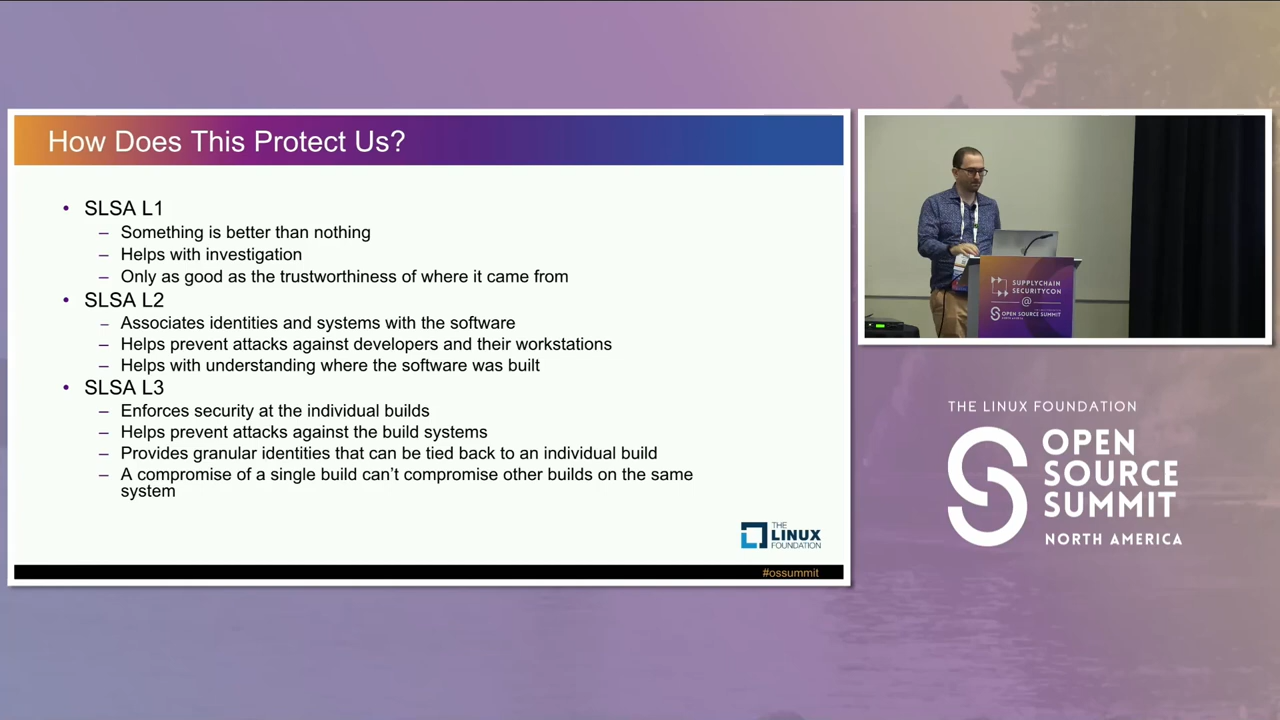 How Does This Protect Us?
• SLSA L1
– Something is better than nothing
– Helps with investigation
– Only as good as the trustworthiness of where it came from
• SLSA L2
– Associates identities and systems with the software
– Helps prevent attacks against developers and their workstations
– Helps with understanding where the software was built
• SLSA L3
– Enforces security at the individual builds
– Helps prevent attacks against the build systems
– Provides granular identities that can be tied back to an individual build
– A compromise of a single build can’t compromise other builds on the same
system
THE
LINUX
FOUNDATION
#ossummit
SUPPLYCHAIN
SECURITYCON
@
OPEN SOURCE SUMMIT
NORTH AMERICA
THE LINUX FOUNDATION
OPEN
SOURCE
SUMMIT
NORTH AMERICA